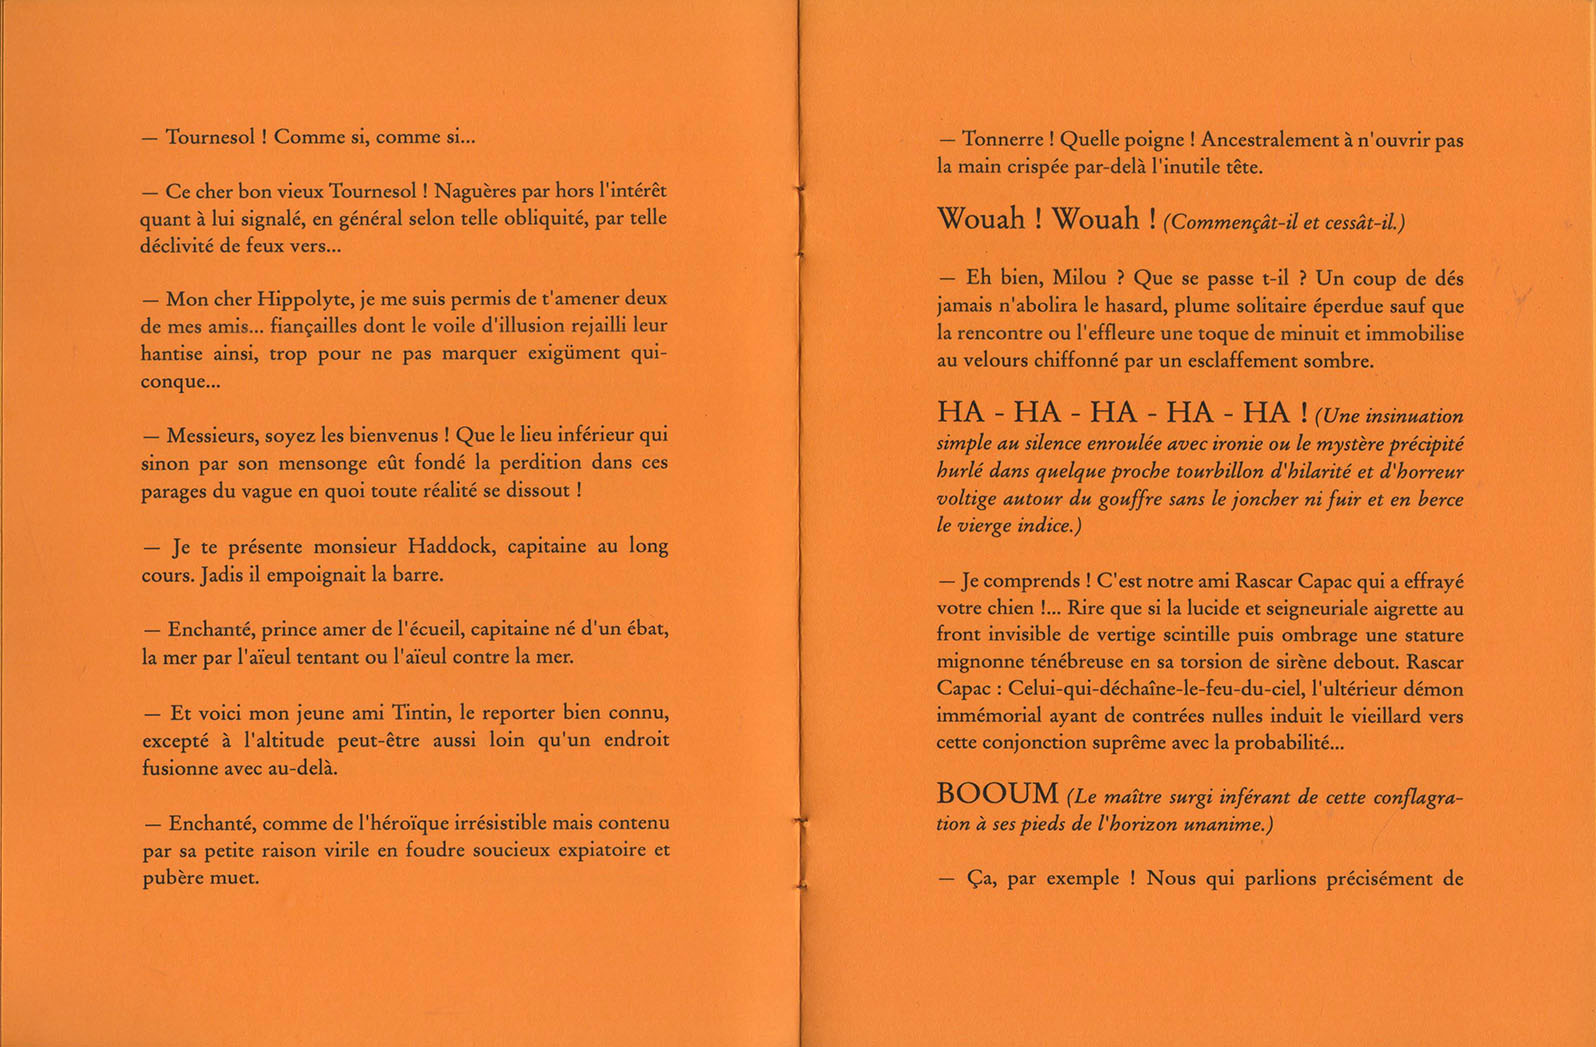 — Tournesol ! Comme si, comme si...
— Ce cher bon vieux Tournesol ! Naguères par hors l'intérêt
quant à lui signalé, en général selon telle obliquité, par telle
déclivité de feux vers...
— Mon cher Hippolyte, je me suis permis de t'amener deux
de mes amis... fiançailles dont le voile d'illusion rejailli leur
hantise ainsi, trop pour ne pas marquer exigüment qui-
conque...
— Messieurs, soyez les bienvenus ! Que le lieu inférieur qui
sinon par son mensonge eût fondé la perdition dans ces
parages du vague en quoi toute réalité se dissout !
— Je te présente monsieur Haddock, capitaine au long
cours. Jadis il empoignait la barre.
— Enchanté, prince amer de l'écueil, capitaine né d'un ébat,
la mer par l'aïeul tentant ou l'aïeul contre la mer.
— Et voici mon jeune ami Tintin, le reporter bien connu,
excepté à l'altitude peut-être aussi loin qu'un endroit
fusionne avec au-delà.
— Enchanté, comme de l'héroïque irrésistible mais contenu
par sa petite raison virile en foudre soucieux expiatoire et
pubère muet.
— Tonnerre ! Quelle poigne ! Ancestralement à n'ouvrir pas
la main crispée par-delà l'inutile tête.
Wouah ! Wouah ! (Commençât-il et cessât-il.)
— Eh bien, Milou ? Que se passe t-il ? Un coup de dés
jamais n'abolira le hasard, plume solitaire éperdue sauf que
la rencontre ou l'effleure une toque de minuit et immobilise
au velours chiffonné par un esclaffement sombre.
HA - HA - HA - HA - HA ! (Une insinuation
simple au silence enroulée avec ironie ou le mystère précipité
hurlé dans quelque proche tourbillon d'hilarité et d'horreur
voltige autour du gouffre sans le joncher ni fuir et en berce
le vierge indice.)
— Je comprends ! C'est notre ami Rascar Capac qui a effrayé
votre chien !... Rire que si la lucide et seigneuriale aigrette au
front invisible de vertige scintille puis ombrage une stature
mignonne ténébreuse en sa torsion de sirène debout. Rascar
Capac : Celui-qui-déchaîne-le-feu-du-ciel, l'ultérieur démon
immémorial ayant de contrées nulles induit le vieillard vers
cette conjonction suprême avec la probabilité...
BOOUM (Le maître surgi inférant de cette conflagra-
tion à ses pieds de l'horizon unanime.)
— Ça, par exemple ! Nous qui parlions précisément de